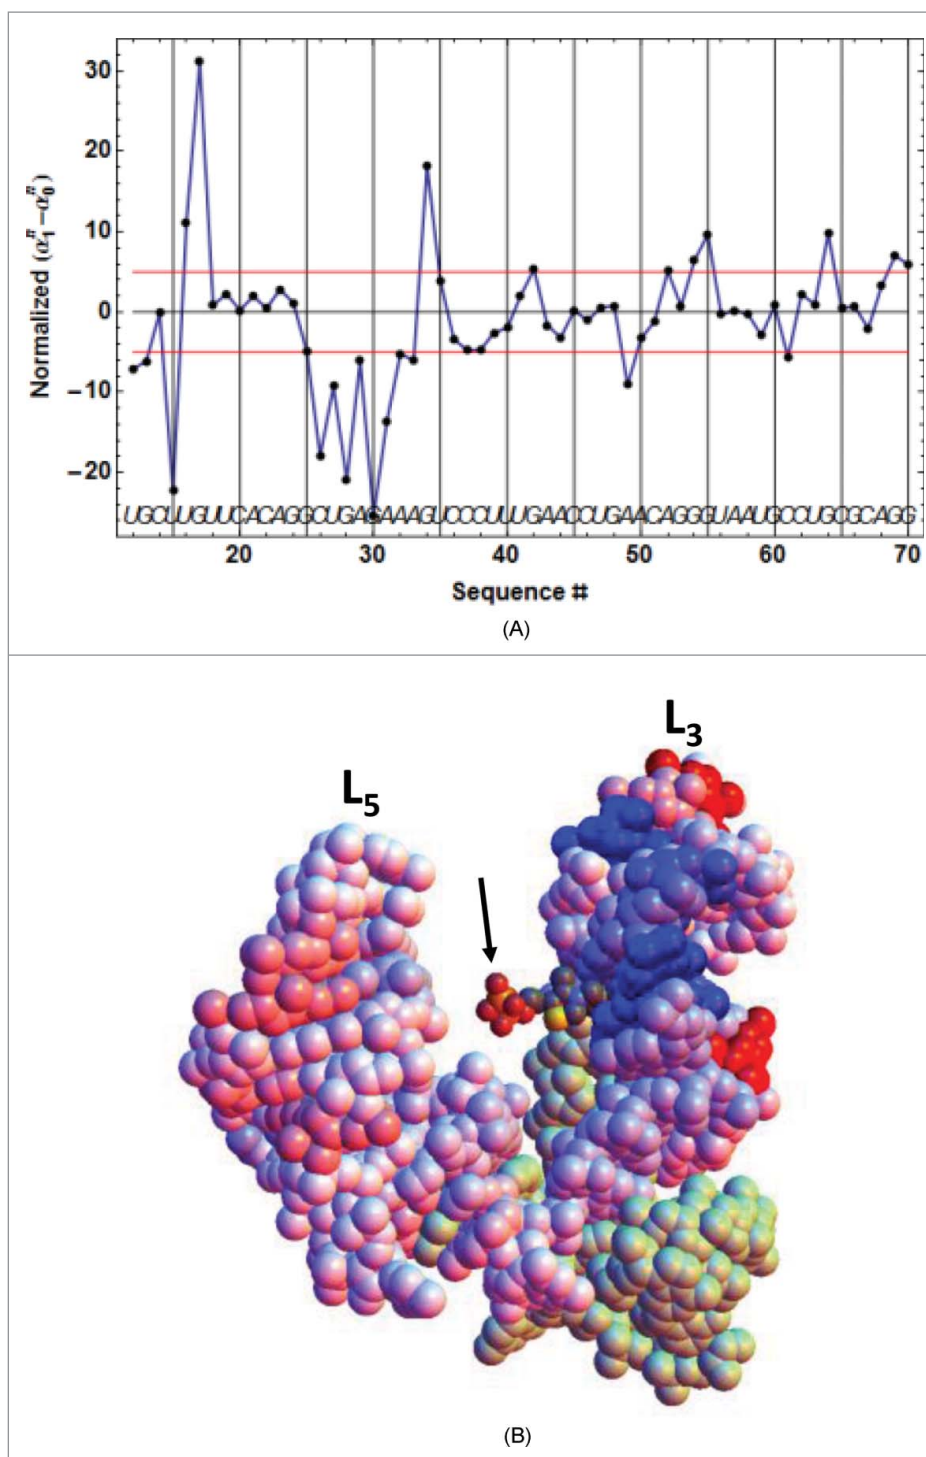 30
20
10
0
−10
−20
Normalized (α₁ⁿ−α₀ⁿ)
UGCUUGUUCACAGGCUGAGAAAGUCCCUUUGAACCUGAACAGGGUAAUGCCUGCGCAGG
20 30 40 50 60 70
Sequence #
(A)
L₃
L₅
(B)